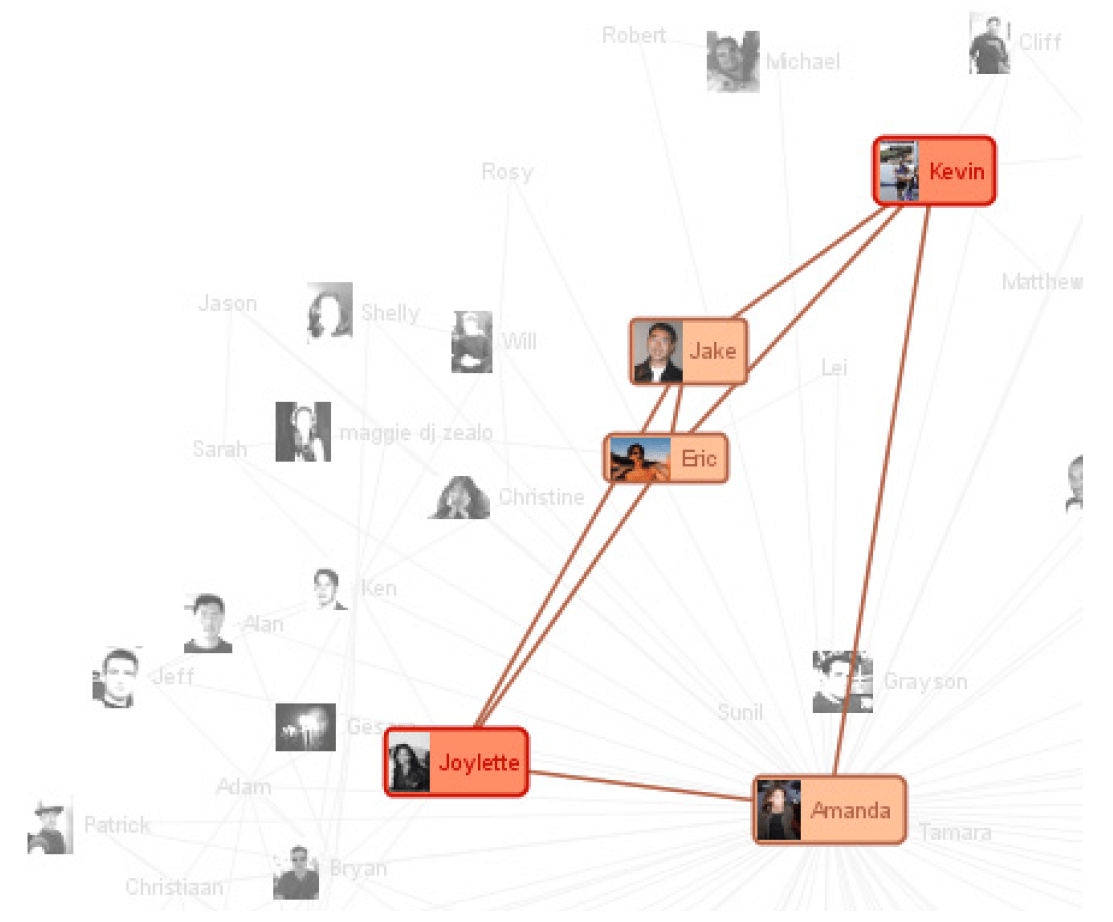 Robert
Michael
Cliff
Kevin
Rosy
Matthew
Jason
Shelly
Will
Jake
Lei
maggie dj zealo
Sarah
Eric
Christine
Ken
Alan
Jeff
Grayson
Sunil
Joylette
Adam
Amanda
Patrick
Tamara
Bryan
Christiaan